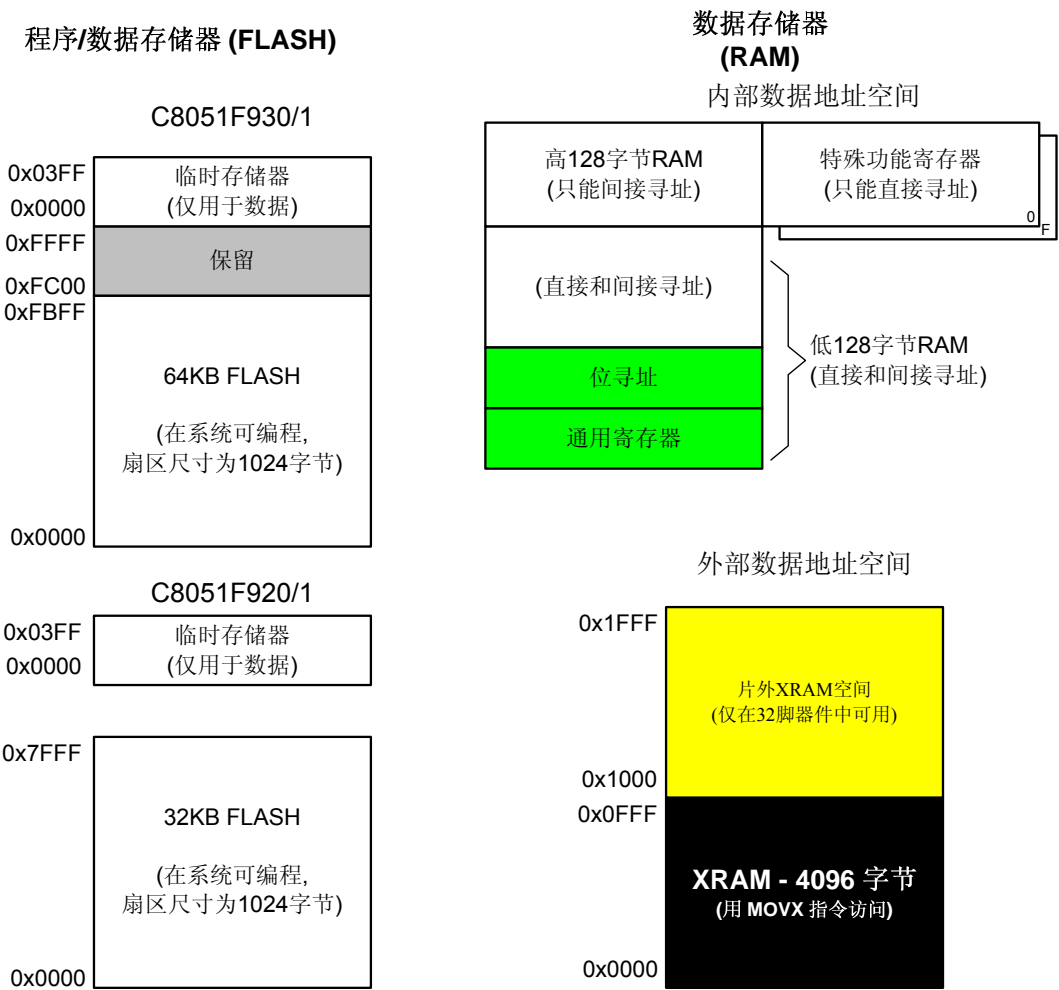 程序/数据存储器 (FLASH)
C8051F930/1
0x03FF
临时存储器
0x0000
(仅用于数据)
0xFFFF
保留
0xFC00
0xFBFF
64KB FLASH
(在系统可编程,
扇区尺寸为1024字节)
0x0000
C8051F920/1
0x03FF
临时存储器
0x0000
(仅用于数据)
0x7FFF
32KB FLASH
(在系统可编程,
扇区尺寸为1024字节)
0x0000
数据存储器
(RAM)
内部数据地址空间
高128字节RAM
(只能间接寻址)
特殊功能寄存器
(只能直接寻址)
0
F
(直接和间接寻址)
位寻址
通用寄存器
低128字节RAM
(直接和间接寻址)
外部数据地址空间
0x1FFF
片外XRAM空间
(仅在32脚器件中可用)
0x1000
0x0FFF
XRAM - 4096 字节
(用 MOVX 指令访问)
0x0000